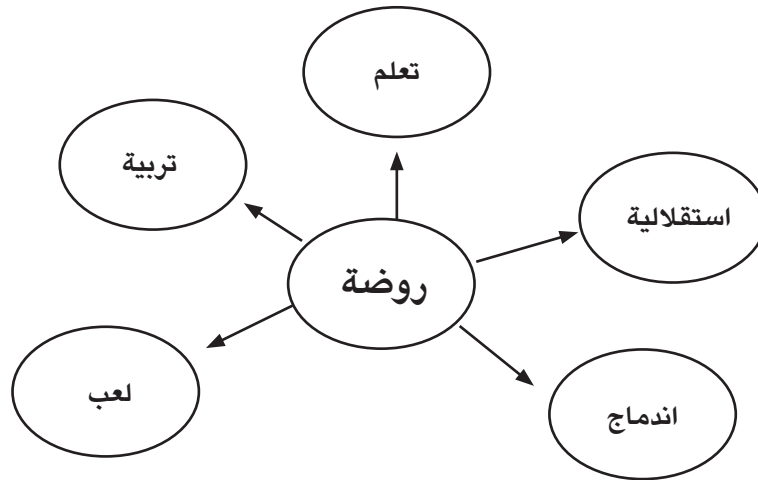 تعلم
تربية
استقلالية
روضة
لعب
اندماج